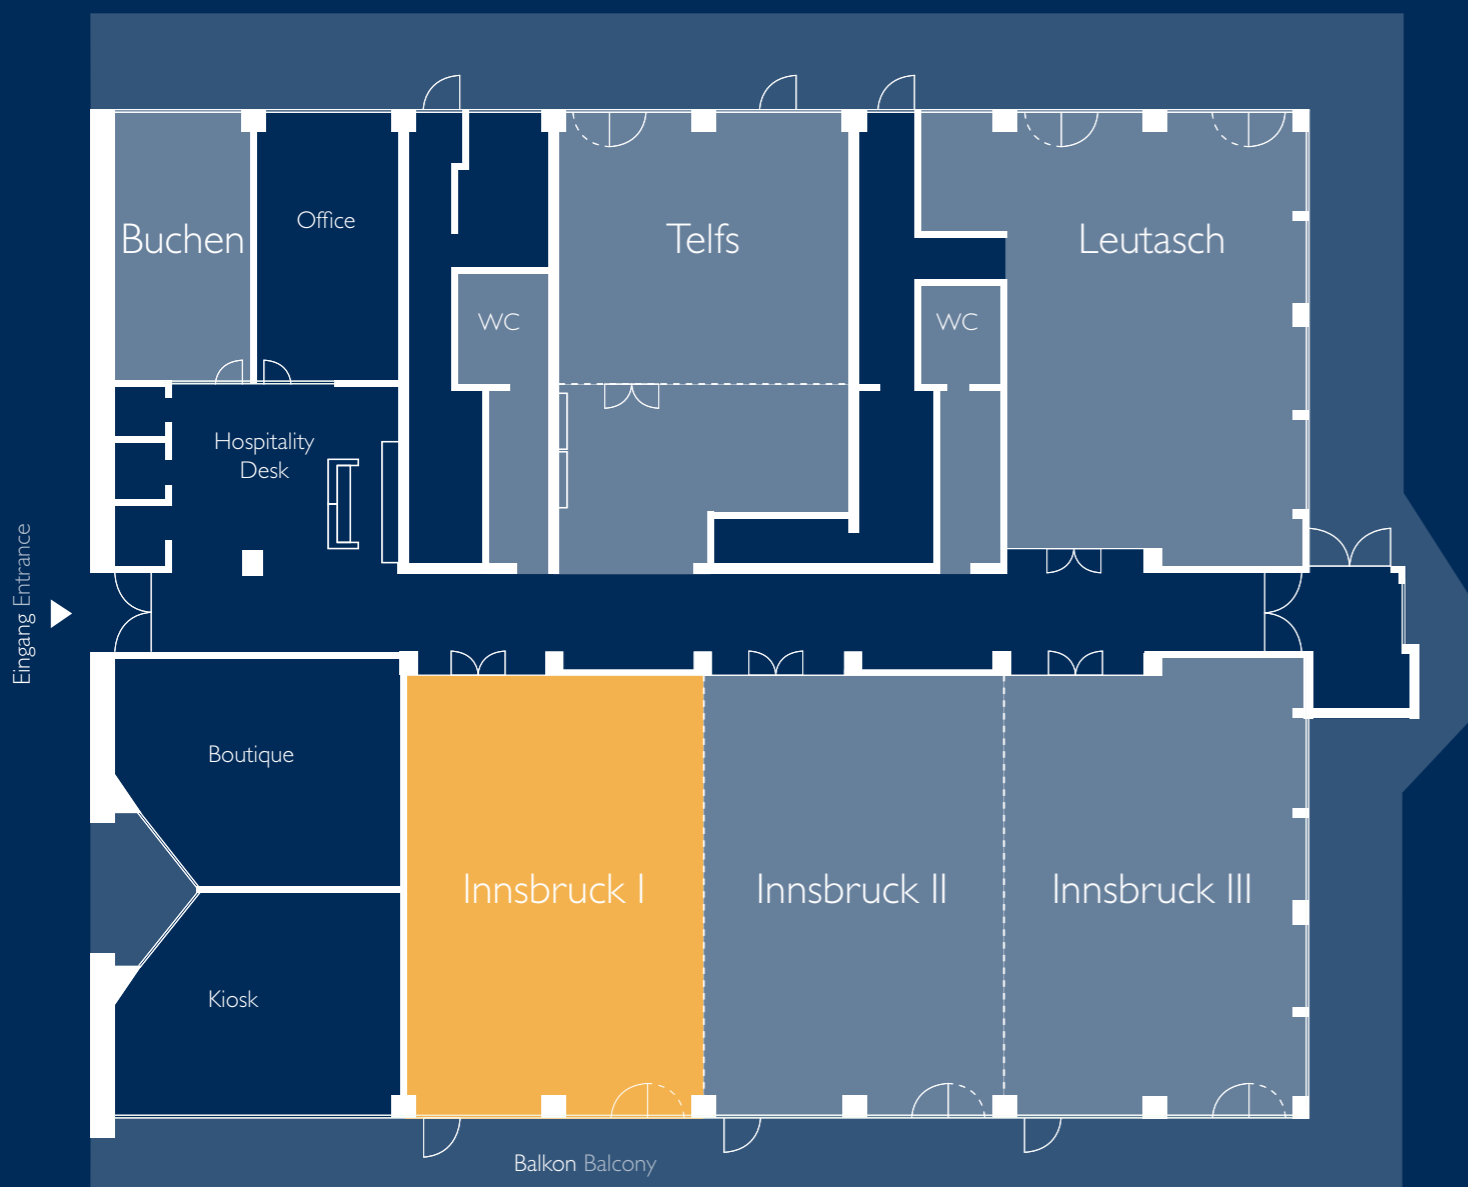 Buchen
Office
Telfs
Leutasch
WC
WC
Hospitality
Desk
Eingang Entrance
Boutique
Innsbruck I
Innsbruck II
Innsbruck III
Kiosk
Balkon Balcony